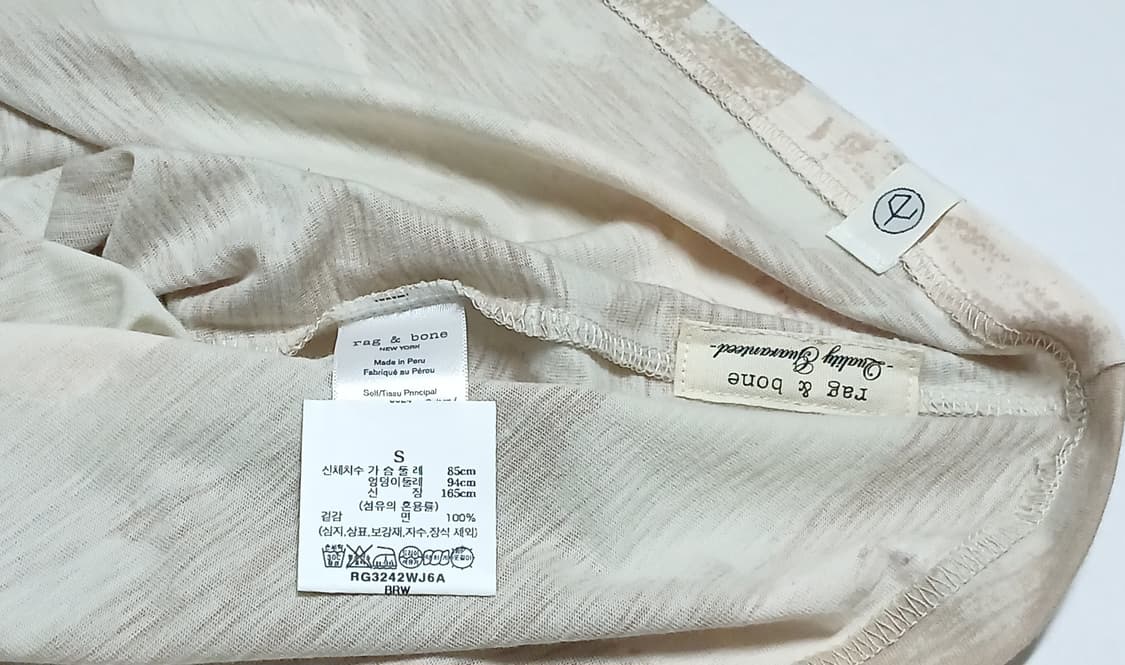 rag & bone
NEW YORK
Made in Peru
Fabriqué au Pérou
Self/Tissu Principal
rag & bone
-Quality Guaranteed-
S
신체치수 가 슴 둘 레 85cm
엉덩이둘레 94cm
신 장 165cm
(섬유의 혼용률)
겉감 면 100%
(심지,상표,보강재,자수,장식 제외)
RG3242WJ6A
BRW